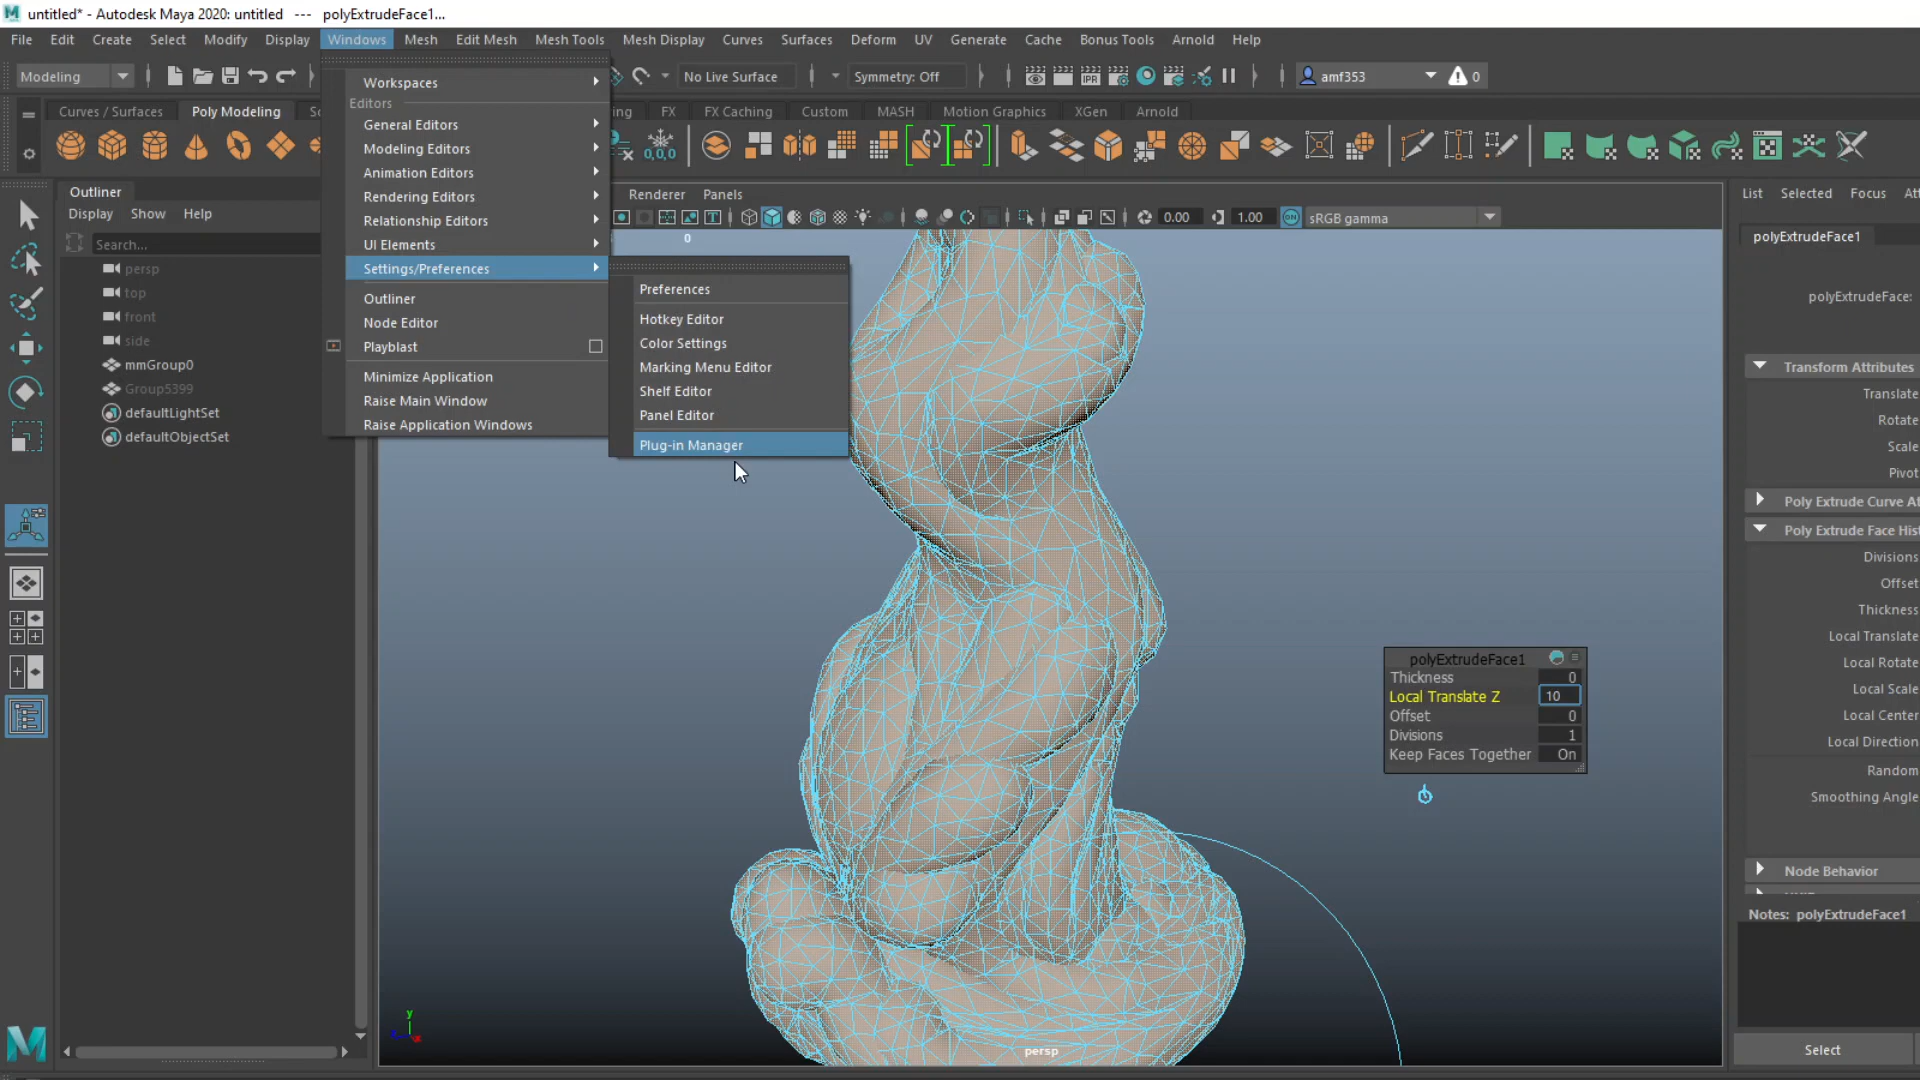 untitled* - Autodesk Maya 2020: untitled   ---   polyExtrudeFace1...
File Edit Create Select Modify Display Windows Mesh Edit Mesh Mesh Tools Mesh Display Curves Surfaces Deform UV Generate Cache Bonus Tools Arnold Help
Modeling No Live Surface Symmetry: Off IPR amf353 0
Curves / Surfaces Poly Modeling FX FX Caching Custom MASH Motion Graphics XGen Arnold
0,0,0
Outliner
Display Show Help
Search...
persp
top
front
side
mmGroup0
Group5399
defaultLightSet
defaultObjectSet
Workspaces
Editors
General Editors
Modeling Editors
Animation Editors
Rendering Editors
Relationship Editors
UI Elements
Settings/Preferences
Outliner
Node Editor
Playblast
Minimize Application
Raise Main Window
Raise Application Windows
Preferences
Hotkey Editor
Color Settings
Marking Menu Editor
Shelf Editor
Panel Editor
Plug-in Manager
Renderer Panels
0.00 1.00 ON sRGB gamma
0
polyExtrudeFace1
Thickness 0
Local Translate Z 10
Offset 0
Divisions 1
Keep Faces Together On
y
persp
List Selected Focus
polyExtrudeFace1
polyExtrudeFace:
Transform Attributes
Translate
Rotate
Scale
Pivot
Poly Extrude Curve
Poly Extrude Face
Divisions
Offset
Thickness
Local Translate
Local Rotate
Local Scale
Local Center
Local Direction
Random
Smoothing Angle
Node Behavior
Notes: polyExtrudeFace1
Select